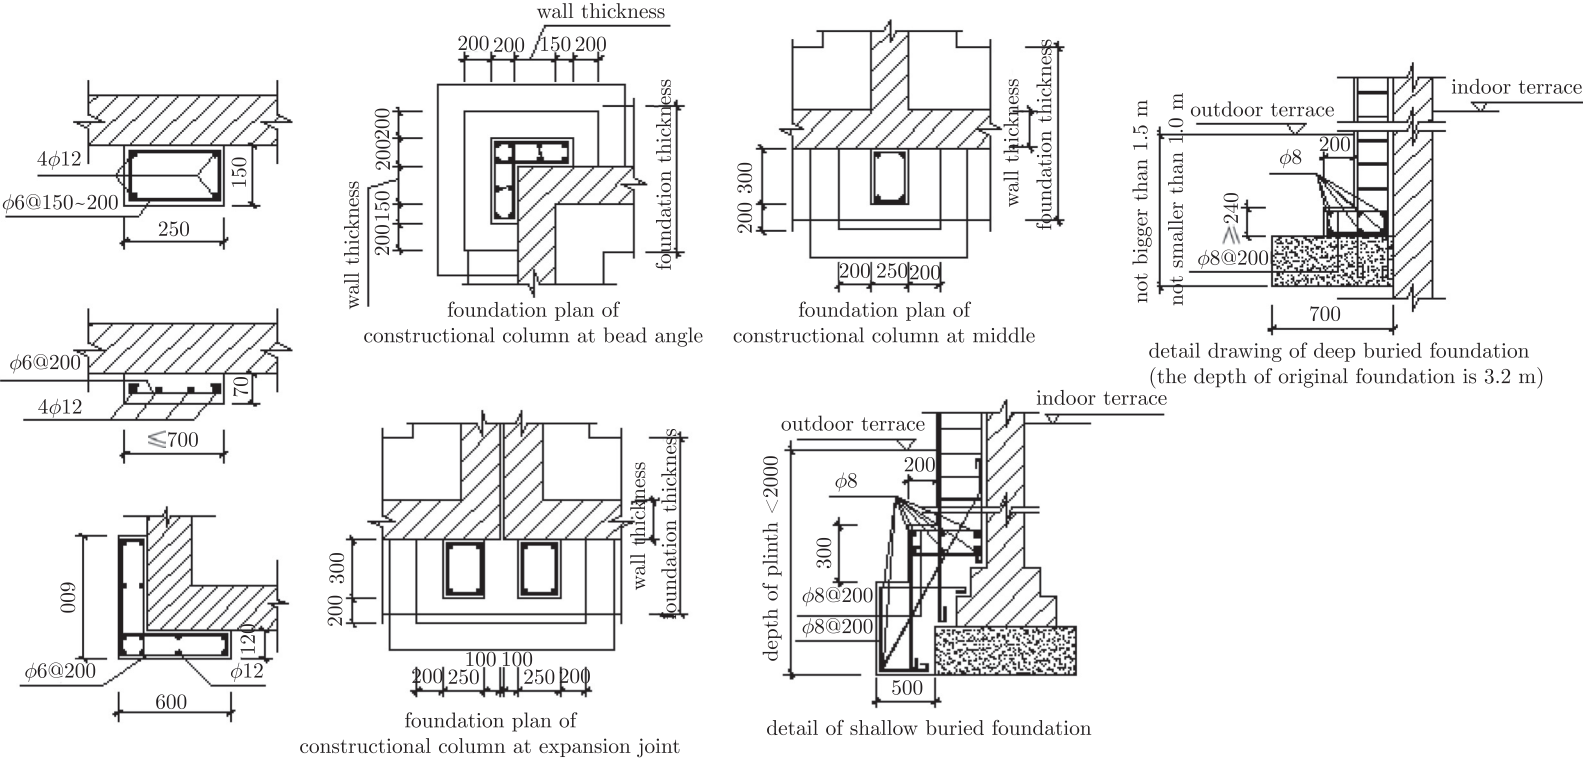 4ϕ12
ϕ6@150~200
150
250
ϕ6@200
4ϕ12
70
⩽700
600
ϕ6@200
120
ϕ12
600
wall thickness
200 200 150 200
200 200
200 150
wall thickness
foundation thickness
foundation plan of
constructional column at bead angle
wall thickness
foundation thickness
200 300
200 250 200
foundation plan of
constructional column at middle
300
200
wall thickness
foundation thickness
100 100
200 250 250 200
foundation plan of
constructional column at expansion joint
indoor terrace
outdoor terrace
not bigger than 1.5 m
not smaller than 1.0 m
ϕ8
200
⩾240
ϕ8@200
700
detail drawing of deep buried foundation
(the depth of original foundation is 3.2 m)
indoor terrace
outdoor terrace
depth of plinth <2000
200
ϕ8
300
ϕ8@200
ϕ8@200
500
detail of shallow buried foundation